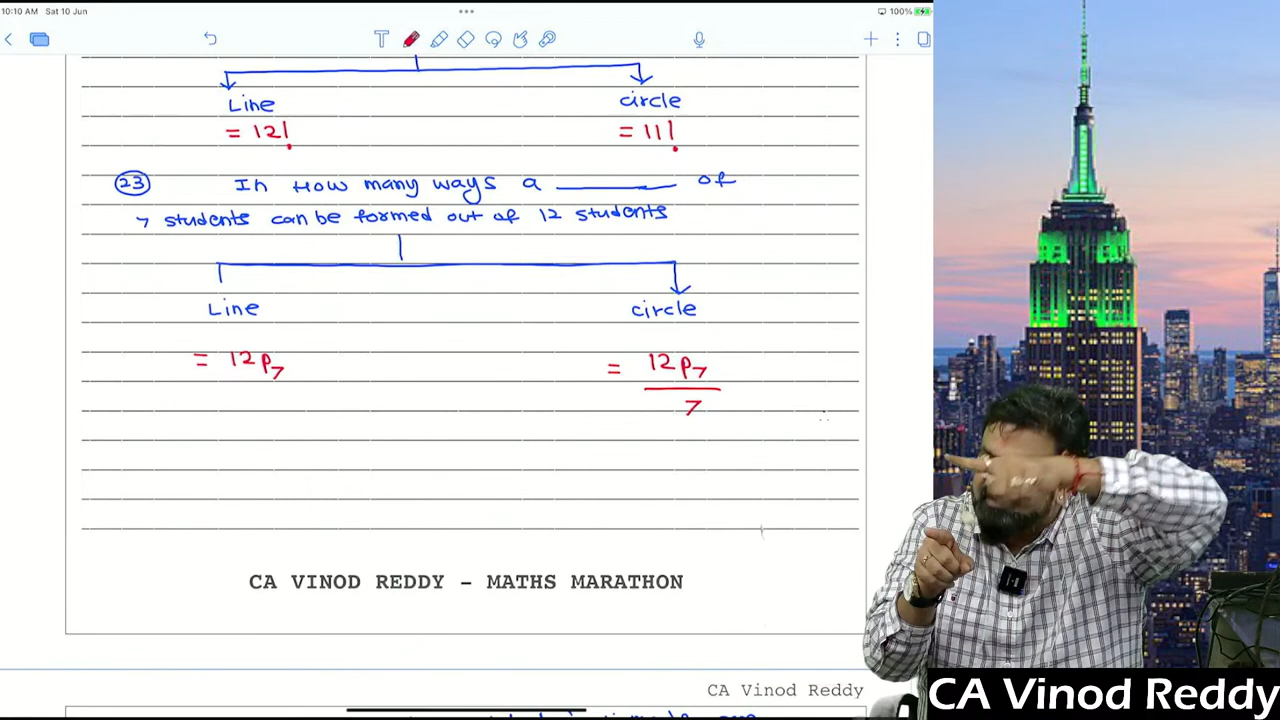 10:10 AM Sat 10 Jun
100%
T
Line
circle
= 12!
= 11!
23 In How many ways a ______ of
7 students can be formed out of 12 students
Line
circle
= 12P7
= 12P7
7
CA VINOD REDDY - MATHS MARATHON
CA Vinod Reddy
CA Vinod Reddy